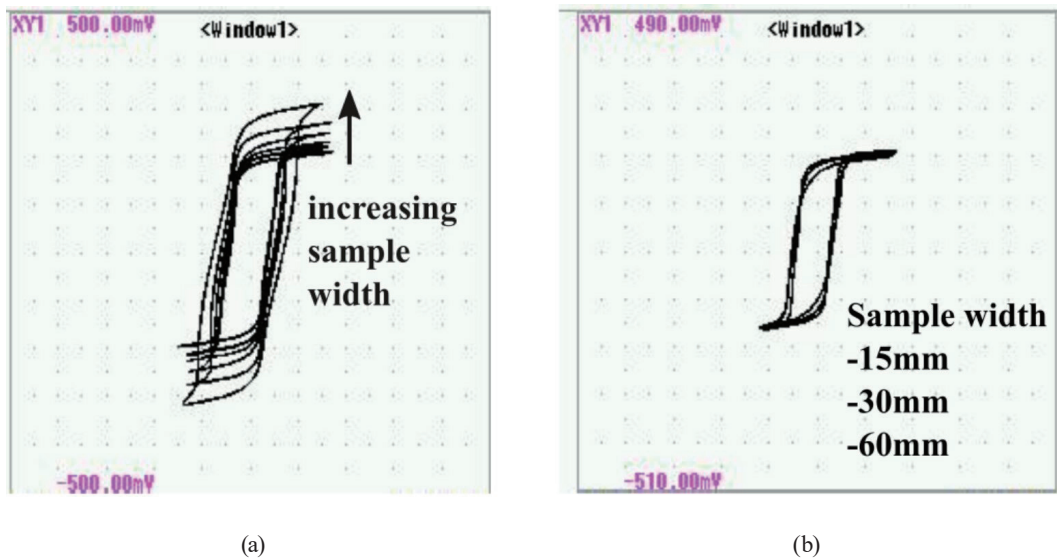 XY1 500.00mV <Window1>
increasing
sample
width
-500.00mV
(a)
XY1 490.00mV <Window1>
Sample width
-15mm
-30mm
-60mm
-510.00mV
(b)